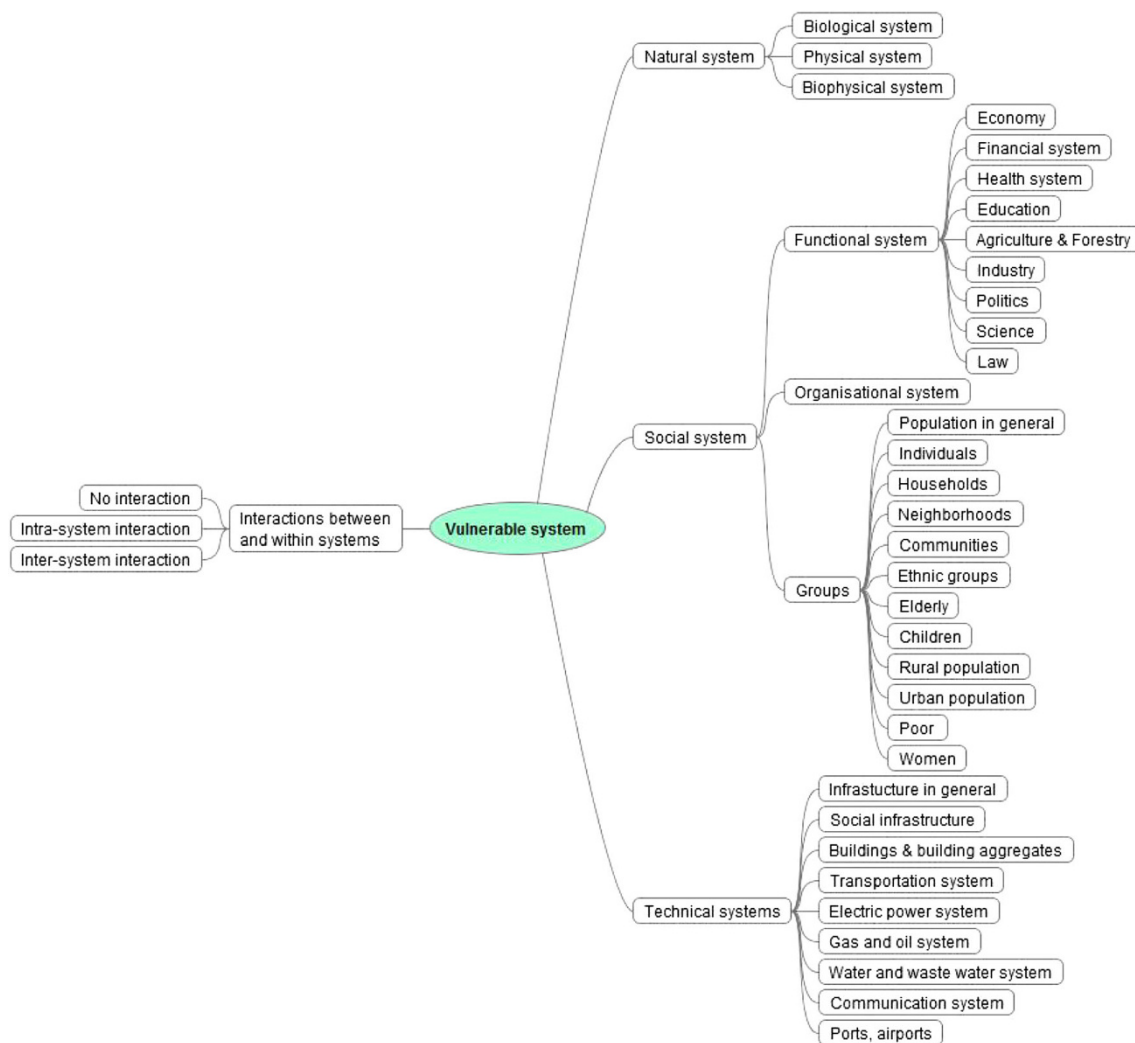 Biological system
Natural system
Physical system
Biophysical system
Economy
Financial system
Health system
Education
Functional system
Agriculture & Forestry
Industry
Politics
Science
Law
Organisational system
Social system
Population in general
Individuals
Households
Neighborhoods
Communities
Ethnic groups
Groups
Elderly
Children
Rural population
Urban population
Poor
Women
No interaction
Intra-system interaction
Inter-system interaction
Interactions between
and within systems
Vulnerable system
Infrastucture in general
Social infrastructure
Buildings & building aggregates
Transportation system
Technical systems
Electric power system
Gas and oil system
Water and waste water system
Communication system
Ports, airports